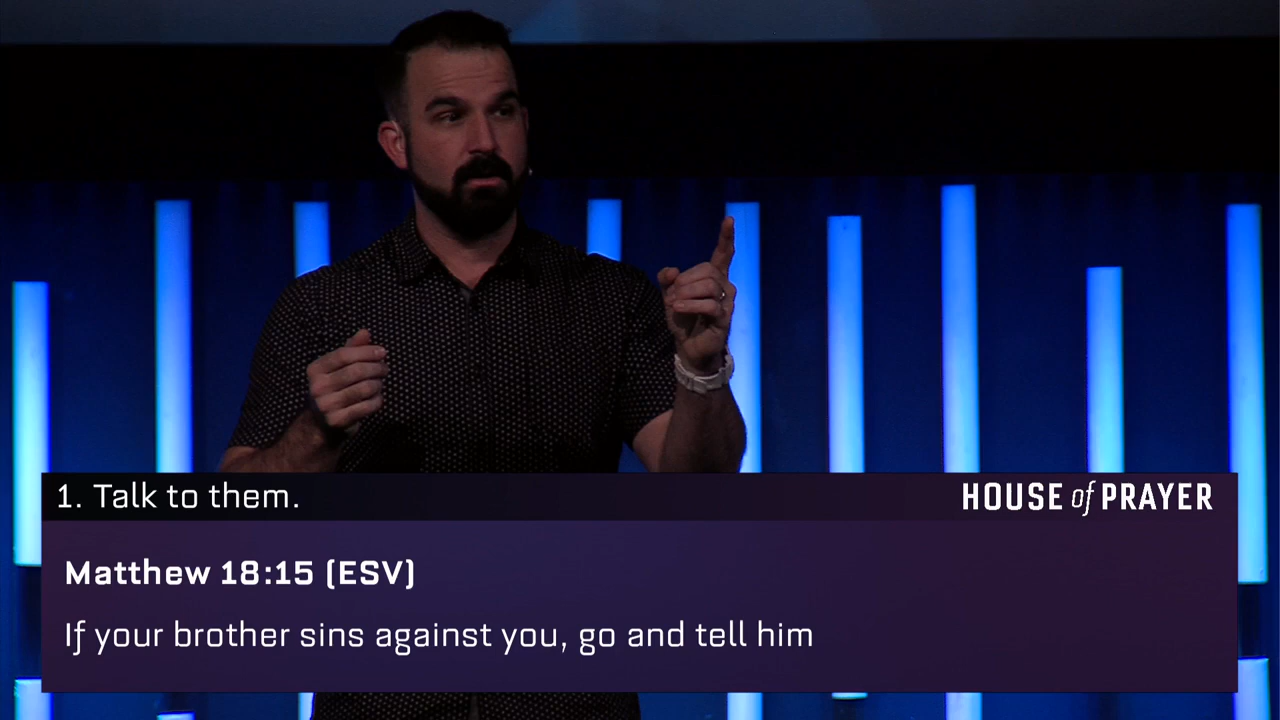 1. Talk to them.
HOUSE of PRAYER
Matthew 18:15 (ESV)
If your brother sins against you, go and tell him